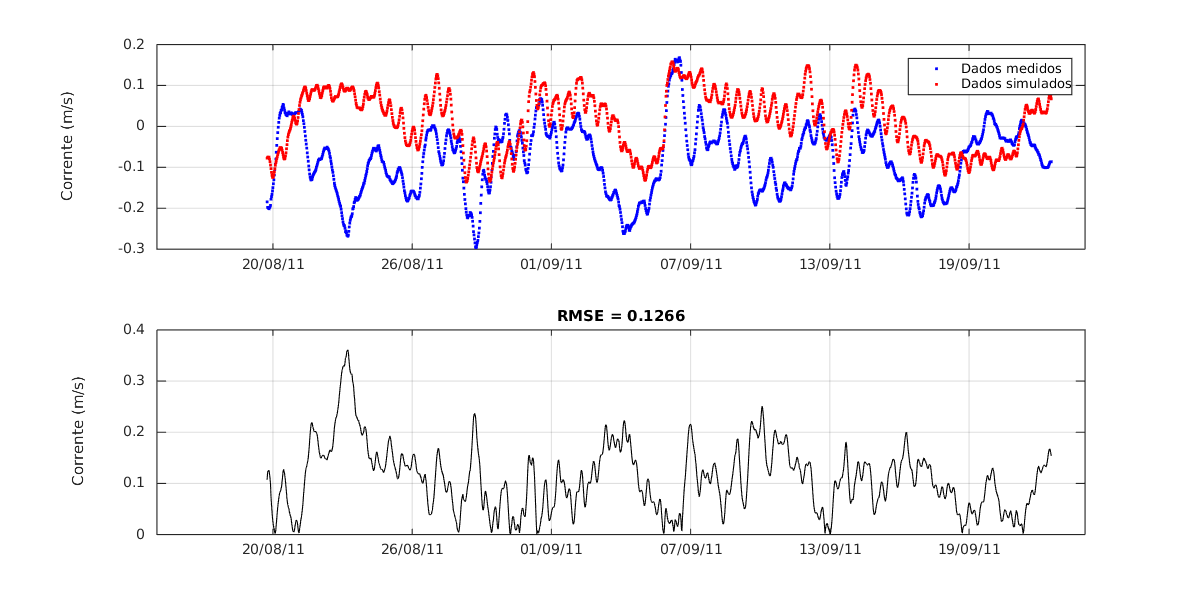 0.2
0.1
0
-0.1
-0.2
-0.3
Corrente (m/s)
Dados medidos
Dados simulados
20/08/11 26/08/11 01/09/11 07/09/11 13/09/11 19/09/11
RMSE = 0.1266
0.4
0.3
0.2
0.1
0
Corrente (m/s)
20/08/11 26/08/11 01/09/11 07/09/11 13/09/11 19/09/11